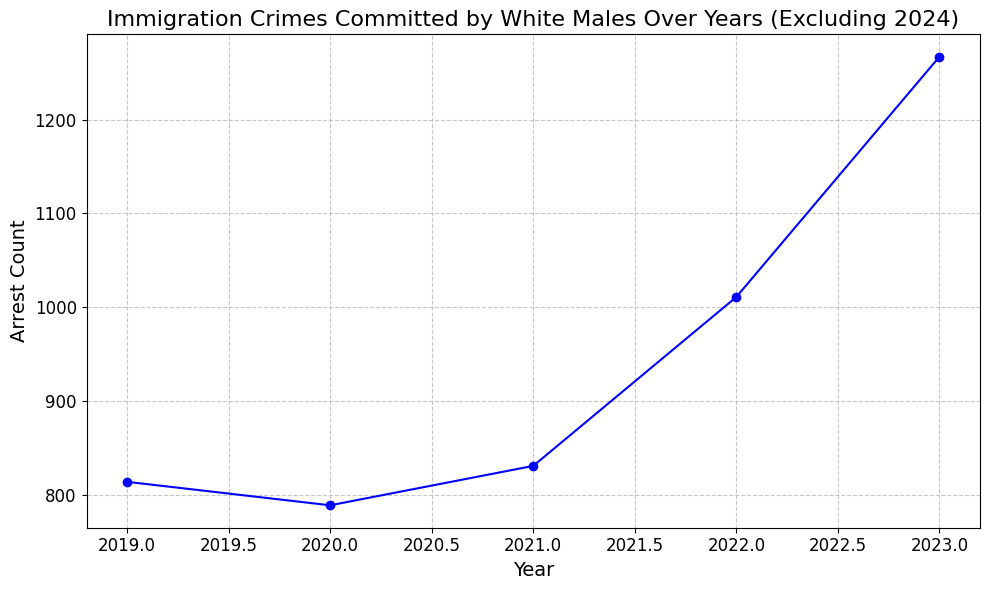 Immigration Crimes Committed by White Males Over Years (Excluding 2024)
1200
1100
1000
900
800
Arrest Count
2019.0 2019.5 2020.0 2020.5 2021.0 2021.5 2022.0 2022.5 2023.0
Year